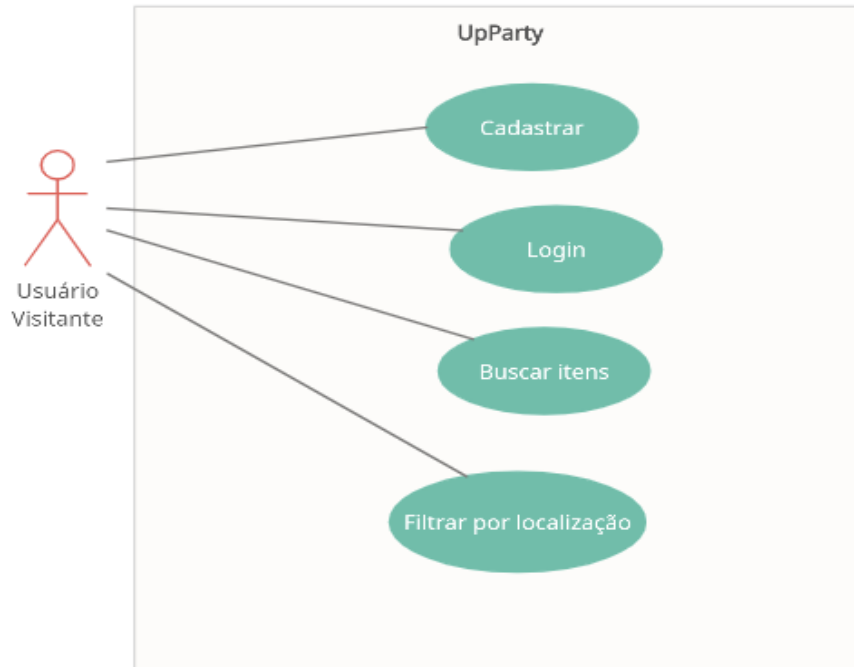 UpParty
Cadastrar
Login
Usuário
Visitante
Buscar itens
Filtrar por localização